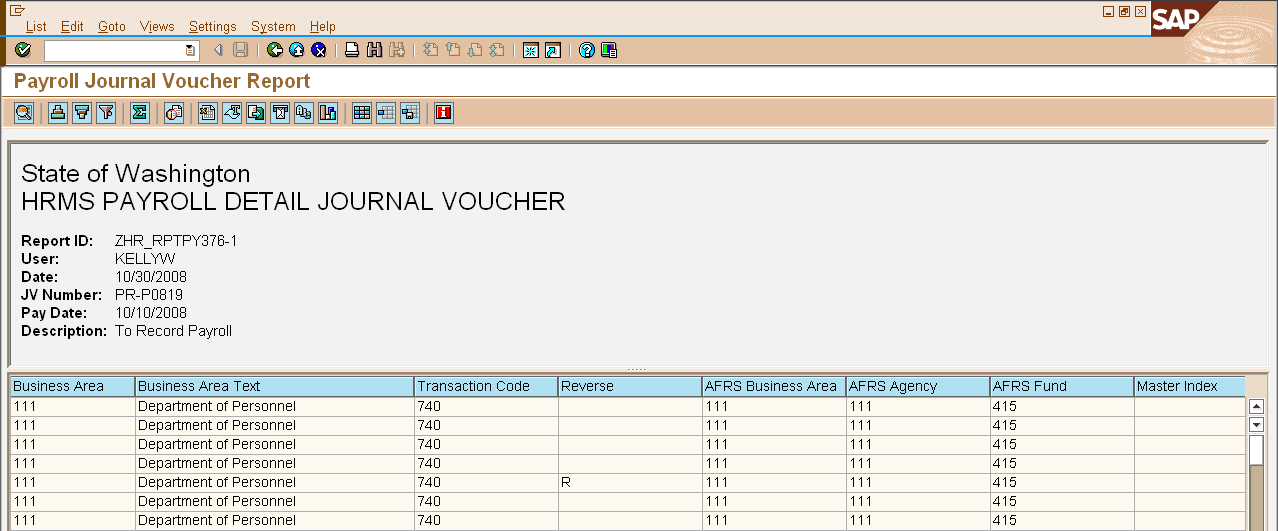 List Edit Goto Views Settings System Help
SAP
Payroll Journal Voucher Report
State of Washington
HRMS PAYROLL DETAIL JOURNAL VOUCHER
Report ID: ZHR_RPTPY376-1
User: KELLYW
Date: 10/30/2008
JV Number: PR-P0819
Pay Date: 10/10/2008
Description: To Record Payroll
Business Area Business Area Text Transaction Code Reverse AFRS Business Area AFRS Agency AFRS Fund Master Index
111 Department of Personnel 740 111 111 415
111 Department of Personnel 740 111 111 415
111 Department of Personnel 740 111 111 415
111 Department of Personnel 740 111 111 415
111 Department of Personnel 740 R 111 111 415
111 Department of Personnel 740 111 111 415
111 Department of Personnel 740 111 111 415